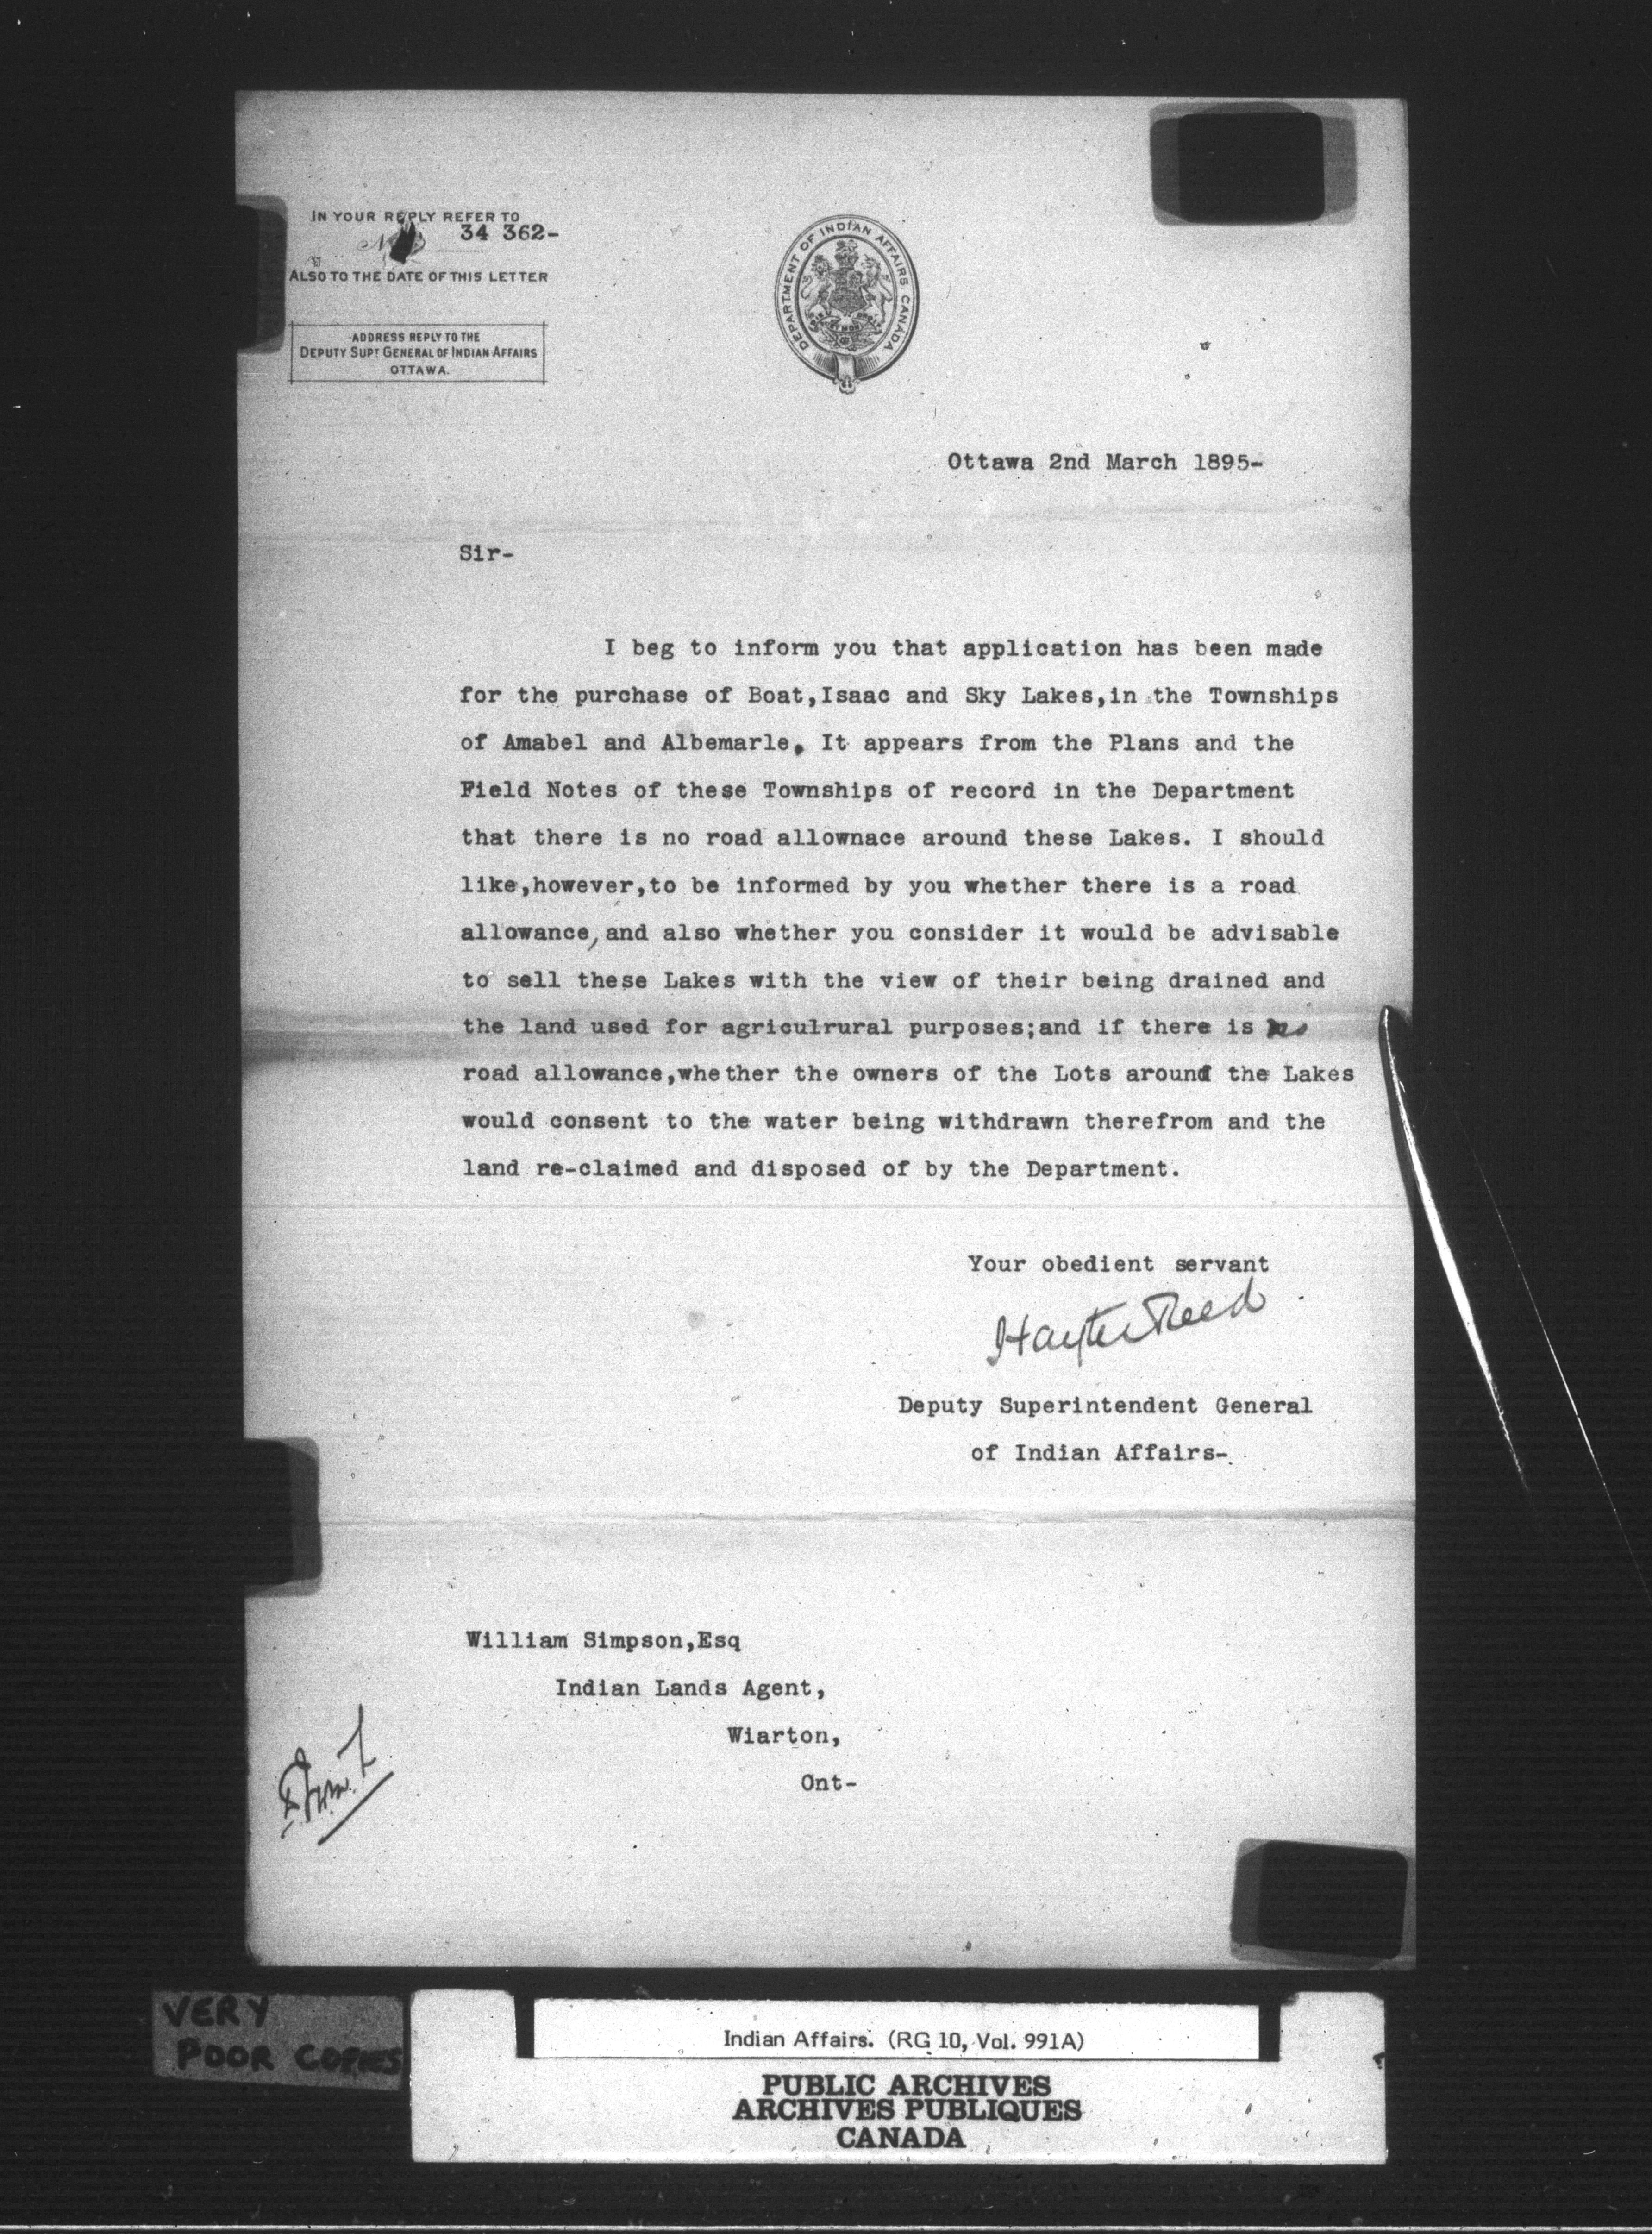 IN YOUR REPLY REFER TO
No 34 362-
ALSO TO THE DATE OF THIS LETTER
ADDRESS REPLY TO THE
DEPUTY SUPT GENERAL OF INDIAN AFFAIRS
OTTAWA.
DEPARTMENT OF INDIAN AFFAIRS CANADA
Ottawa 2nd March 1895-
Sir-
I beg to inform you that application has been made
for the purchase of Boat,Isaac and Sky Lakes,in the Townships
of Amabel and Albemarle. It appears from the Plans and the
Field Notes of these Townships of record in the Department
that there is no road allownace around these Lakes. I should
like,however,to be informed by you whether there is a road
allowance, and also whether you consider it would be advisable
to sell these Lakes with the view of their being drained and
the land used for agriculrural purposes;and if there is no
road allowance,whether the owners of the Lots around the Lakes
would consent to the water being withdrawn therefrom and the
land re-claimed and disposed of by the Department.
Your obedient servant
Hayter Reed
Deputy Superintendent General
of Indian Affairs-
William Simpson,Esq
Indian Lands Agent,
Wiarton,
Ont-
VERY
POOR COPIES
Indian Affairs. (RG 10, Vol. 991A)
PUBLIC ARCHIVES
ARCHIVES PUBLIQUES
CANADA